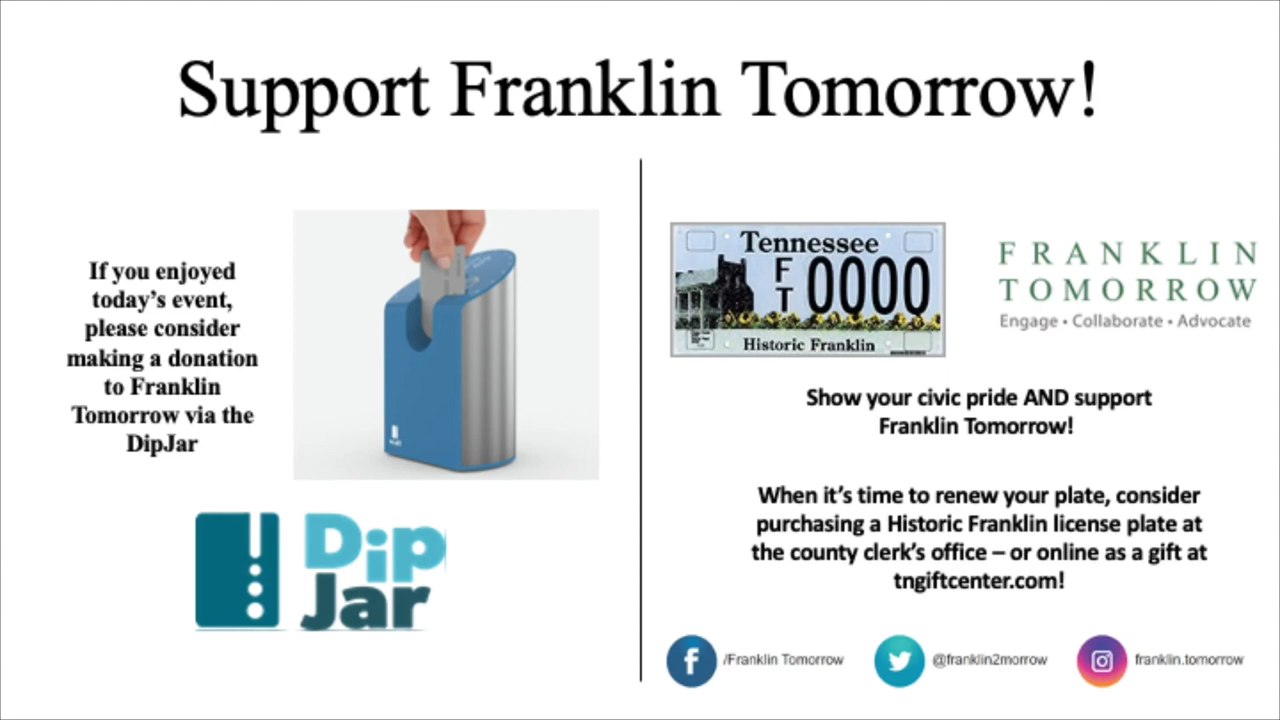 Support Franklin Tomorrow!
If you enjoyed
today's event,
please consider
making a donation
to Franklin
Tomorrow via the
DipJar
Dip
Jar
Tennessee
FT 0000
Historic Franklin
FRANKLIN
TOMORROW
Engage • Collaborate • Advocate
Show your civic pride AND support
Franklin Tomorrow!
When it's time to renew your plate, consider
purchasing a Historic Franklin license plate at
the county clerk's office – or online as a gift at
tngiftcenter.com!
/Franklin Tomorrow
@franklin2morrow
franklin.tomorrow